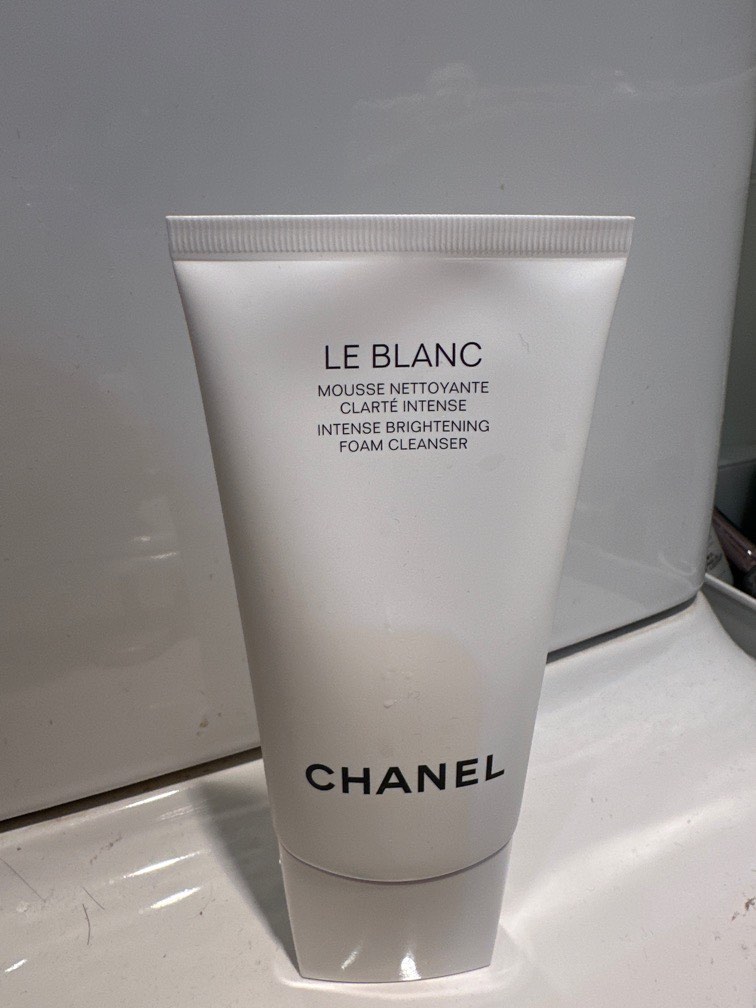 LE BLANC
MOUSSE NETTOYANTE
CLARTÉ INTENSE
INTENSE BRIGHTENING
FOAM CLEANSER
CHANEL